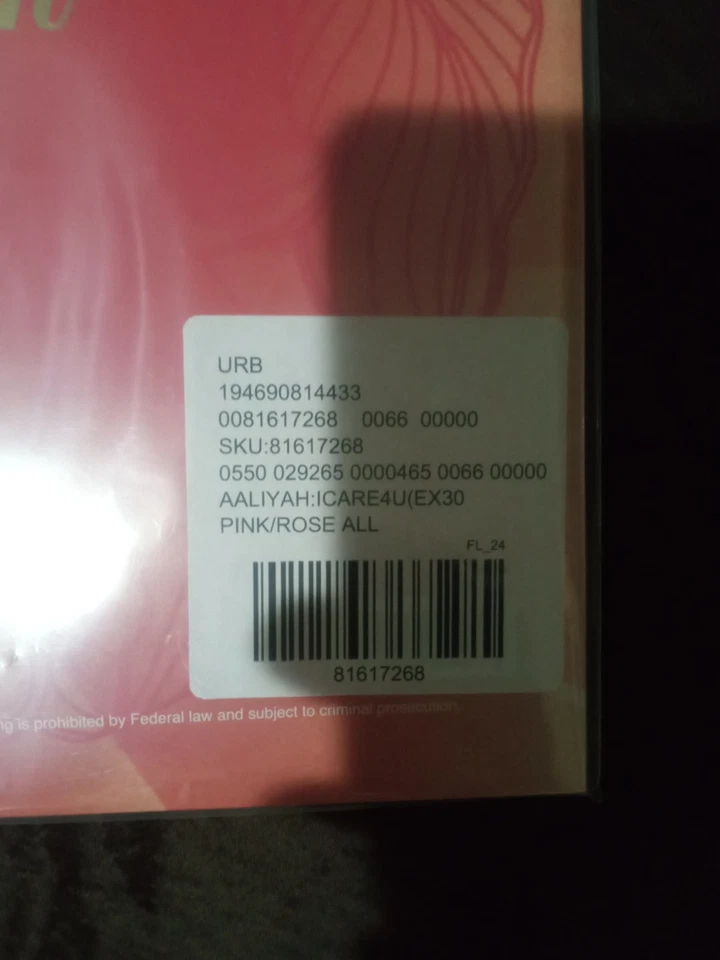 URB
194690814433
0081617268 0066 00000
SKU:81617268
0550 029265 0000465 0066 00000
AALIYAH:ICARE4U(EX30
PINK/ROSE ALL
FL_24
81617268
is prohibited by Federal law and subject to criminal prosecution.